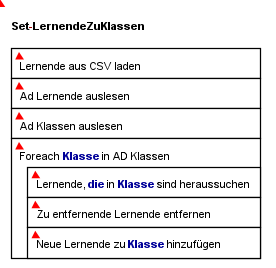 Set-LernendeZuKlassen
Lernende aus CSV laden
Ad Lernende auslesen
Ad Klassen auslesen
Foreach Klasse in AD Klassen
Lernende, die in Klasse sind heraussuchen
Zu entfernende Lernende entfernen
Neue Lernende zu Klasse hinzufügen